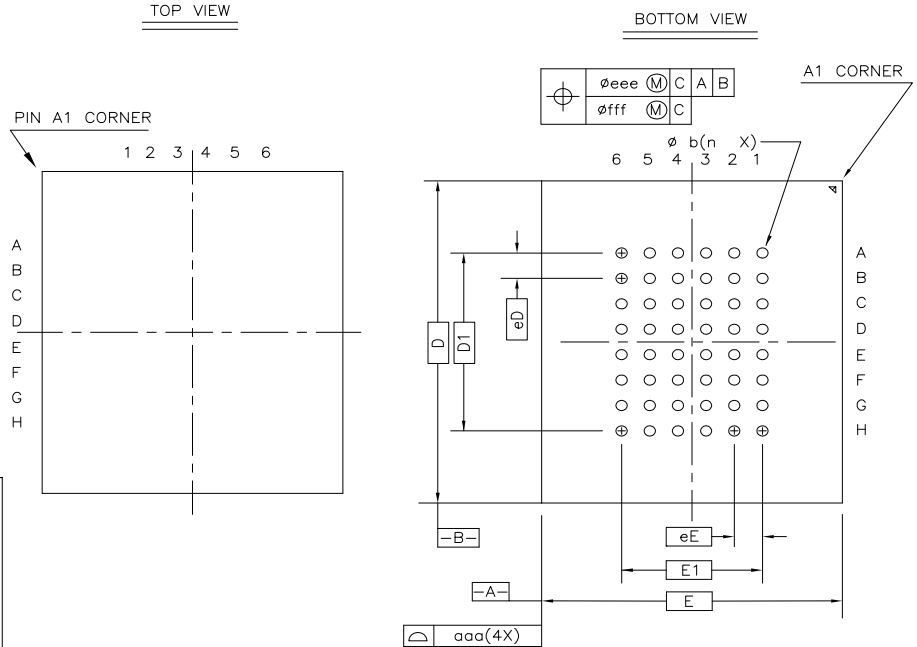 TOP VIEW
PIN A1 CORNER
1 2 3 4 5 6
A
B
C
D
E
F
G
H
BOTTOM VIEW
øeee Ⓜ C A B
øfff Ⓜ C
A1 CORNER
ø b(n X)
6 5 4 3 2 1
A
B
C
D
E
F
G
H
eD
D1
D
eE
E1
E
-B-
-A-
aaa(4X)